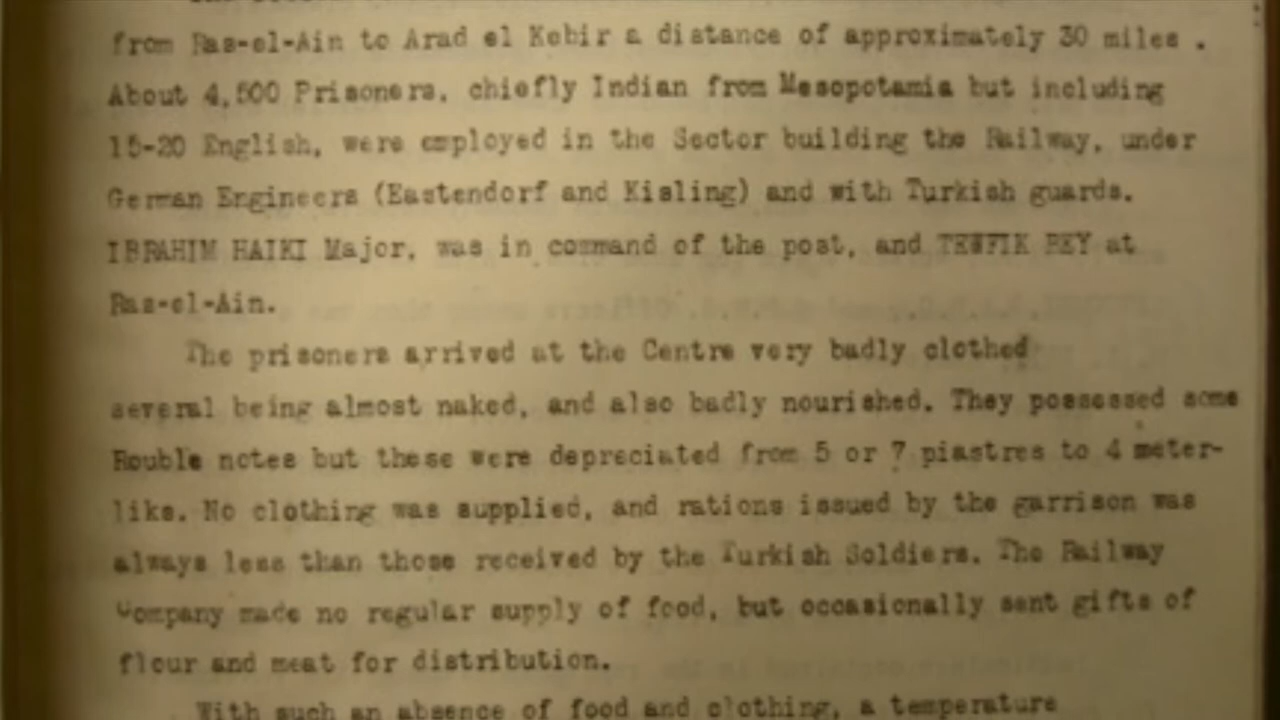 from Ras-el-Ain to Arad el Kebir a distance of approximately 30 miles .
About 4,500 Prisoners, chiefly Indian from Mesopotamia but including
15-20 English, were employed in the Sector building the Railway, under
German Engineers (Eastendorf and Kisling) and with Turkish guards.
IBRAHIM HAIKI Major, was in command of the post, and TEWFIK BEY at
Ras-el-Ain.
The prisoners arrived at the Centre very badly clothed
several being almost naked, and also badly nourished. They possessed some
Rouble notes but these were depreciated from 5 or 7 piastres to 4 meter-
like. No clothing was supplied, and rations issued by the garrison was
always less than those received by the Turkish Soldiers. The Railway
Company made no regular supply of food, but occasionally sent gifts of
flour and meat for distribution.
With such an absence of food and clothing, a temperature